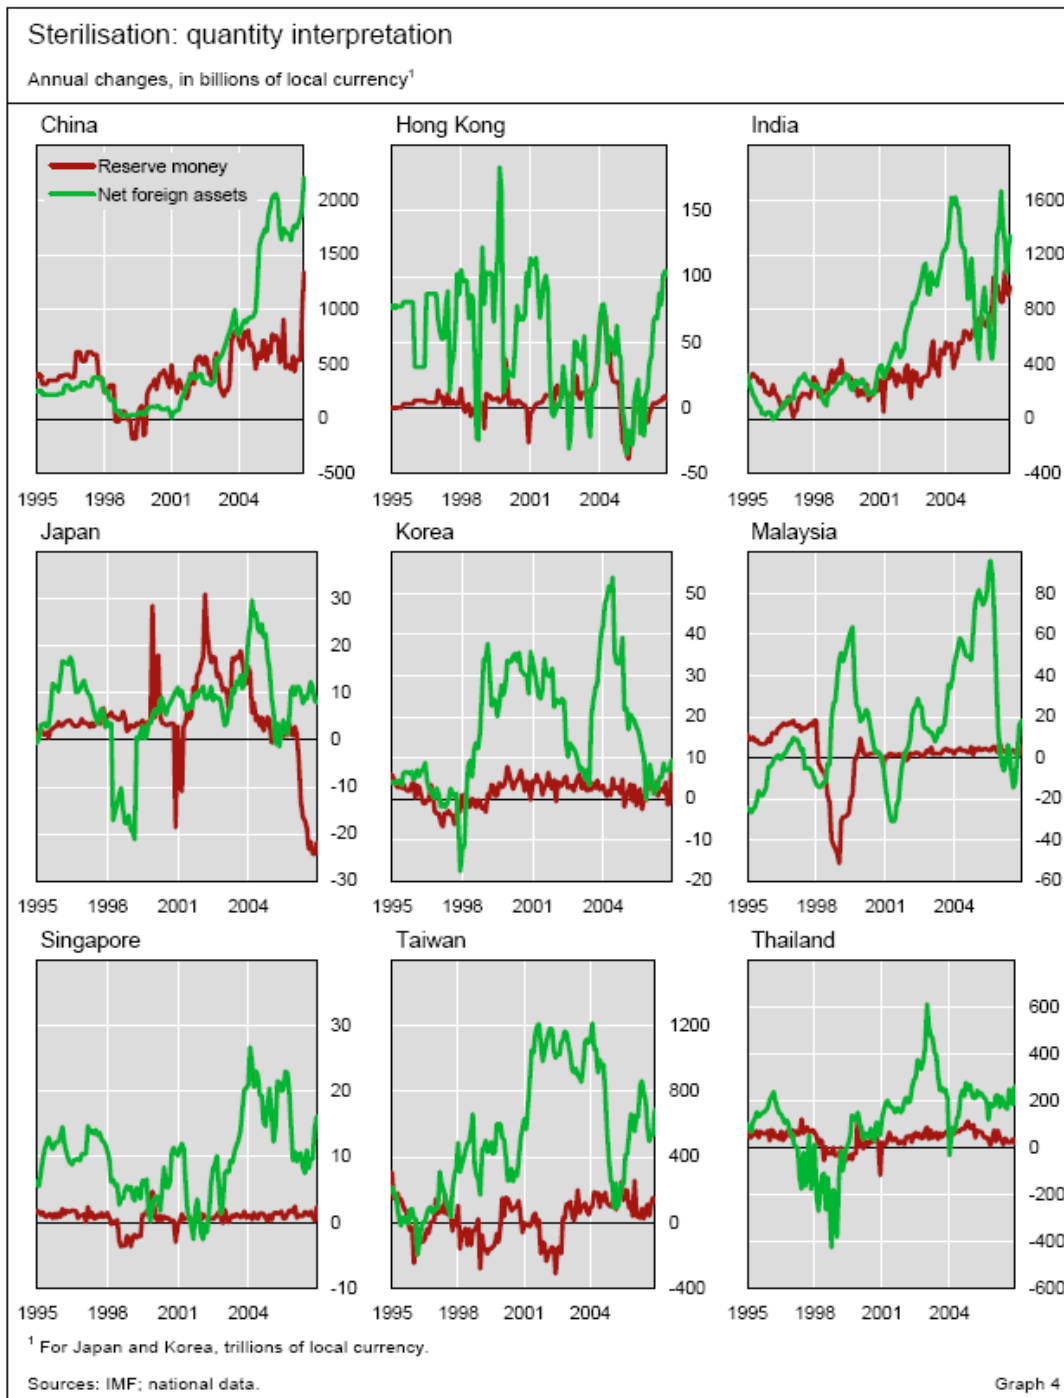 Sterilisation: quantity interpretation
Annual changes, in billions of local currency¹
China
Hong Kong
India
Reserve money
Net foreign assets
2000
1500
1000
500
0
-500
150
100
50
0
-50
1600
1200
800
400
0
-400
1995 1998 2001 2004
1995 1998 2001 2004
1995 1998 2001 2004
Japan
Korea
Malaysia
30
20
10
0
-10
-20
-30
50
40
30
20
10
0
-10
-20
80
60
40
20
0
-20
-40
-60
1995 1998 2001 2004
1995 1998 2001 2004
1995 1998 2001 2004
Singapore
Taiwan
Thailand
30
20
10
0
-10
1200
800
400
0
-400
600
400
200
0
-200
-400
-600
1995 1998 2001 2004
1995 1998 2001 2004
1995 1998 2001 2004
¹ For Japan and Korea, trillions of local currency.
Sources: IMF; national data.
Graph 4